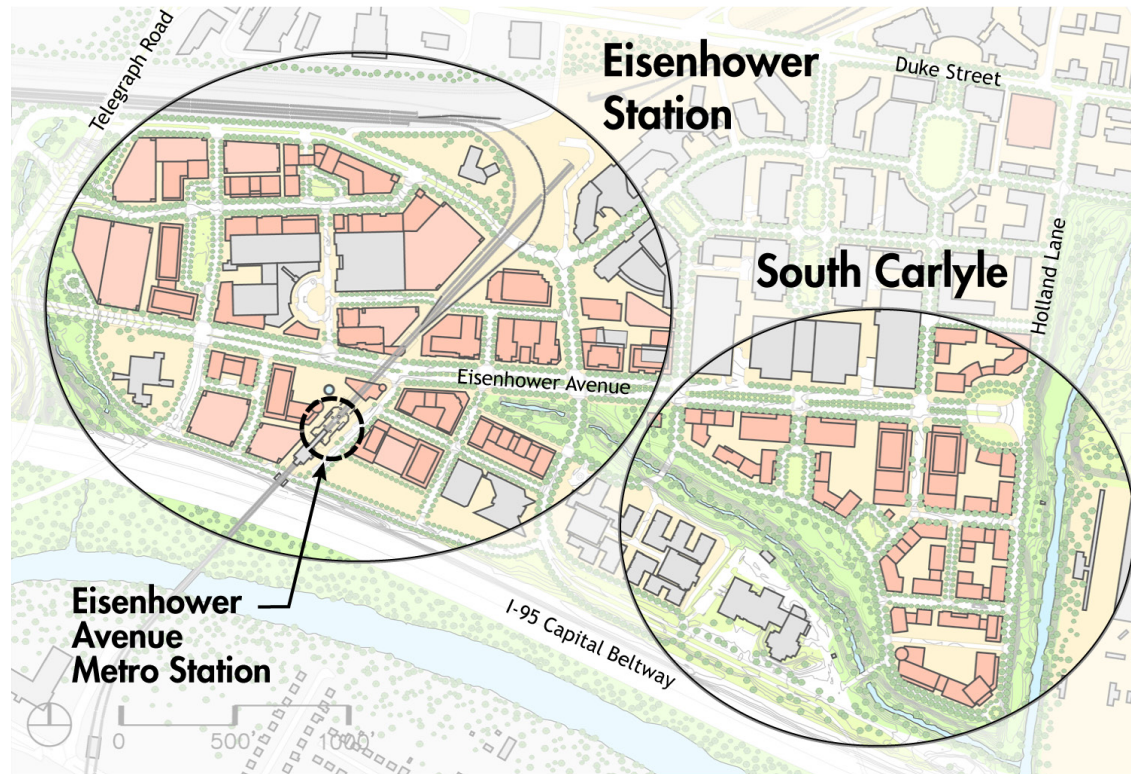 Telegraph Road
Eisenhower
Station
Duke Street
South Carlyle
Holland Lane
Eisenhower Avenue
Eisenhower
Avenue
Metro Station
I-95 Capital Beltway
0
500'
1000'